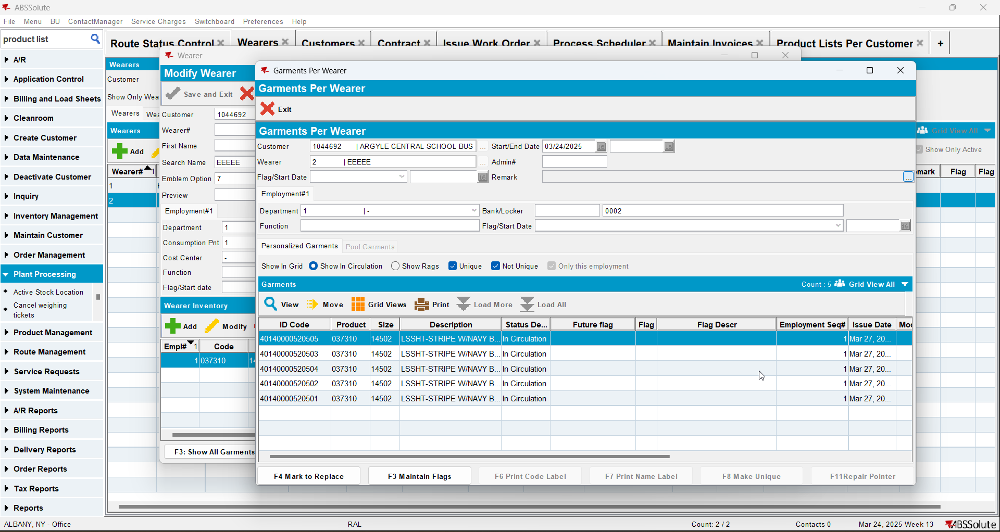 ABSSolute
File Menu BU ContactManager Service Charges Switchboard Preferences Help
product list
Route Status Control Wearers Customers Contract Issue Work Order Process Scheduler Maintain Invoices Product Lists Per Customer +
A/R
Application Control
Billing and Load Sheets
Cleanroom
Create Customer
Data Maintenance
Deactivate Customer
Inquiry
Inventory Management
Maintain Customer
Order Management
Plant Processing
Active Stock Location
Cancel weighing
tickets
Product Management
Route Management
Service Requests
System Maintenance
A/R Reports
Billing Reports
Delivery Reports
Order Reports
Tax Reports
Reports
Wearers
Customer
Show Only Wea
Wearers Wea
Wearers
Grid View All
Add
Show Only Active
Wearer# 1
mark Flag Flag
1
2
Wearer
Modify Wearer
Save and Exit
Customer 1044692
Wearer#
First Name
Search Name EEEEE
Emblem Option 7
Preview
Employment#1
Department 1
Consumption Pnt 1
Cost Center -
Function
Flag/Start date
Wearer Inventory
Add Modify
Empl# 1 Code
1 037310 14
F3: Show All Garments
Garments Per Wearer
Garments Per Wearer
Exit
Garments Per Wearer
Customer 1044692 | ARGYLE CENTRAL SCHOOL BUS ... Start/End Date 03/24/2025 16 16
Wearer 2 | EEEEE ... Admin#
Flag/Start Date 16 Remark ...
Employment#1
Department 1 | - Bank/Locker 0002
Function Flag/Start Date 16
Personalized Garments Pool Garments
Show In Grid Show In Circulation Show Rags Unique Not Unique Only this employment
Garments Count : 5 Grid View All
View Move Grid Views Print Load More Load All
ID Code Product Size Description Status De... Future flag Flag Flag Descr Employment Seq# Issue Date Moc
40140000520505 037310 14502 LSSHT-STRIPE W/NAVY B... In Circulation 1 Mar 27, 20...
40140000520503 037310 14502 LSSHT-STRIPE W/NAVY B... In Circulation 1 Mar 27, 20...
40140000520504 037310 14502 LSSHT-STRIPE W/NAVY B... In Circulation 1 Mar 27, 20...
40140000520502 037310 14502 LSSHT-STRIPE W/NAVY B... In Circulation 1 Mar 27, 20...
40140000520501 037310 14502 LSSHT-STRIPE W/NAVY B... In Circulation 1 Mar 27, 20...
F4 Mark to Replace F3 Maintain Flags F6 Print Code Label F7 Print Name Label F8 Make Unique F11Repair Pointer
ALBANY, NY - Office RAL Count: 2 / 2 Contacts 0 Mar 24, 2025 Week 13 ABSSolute